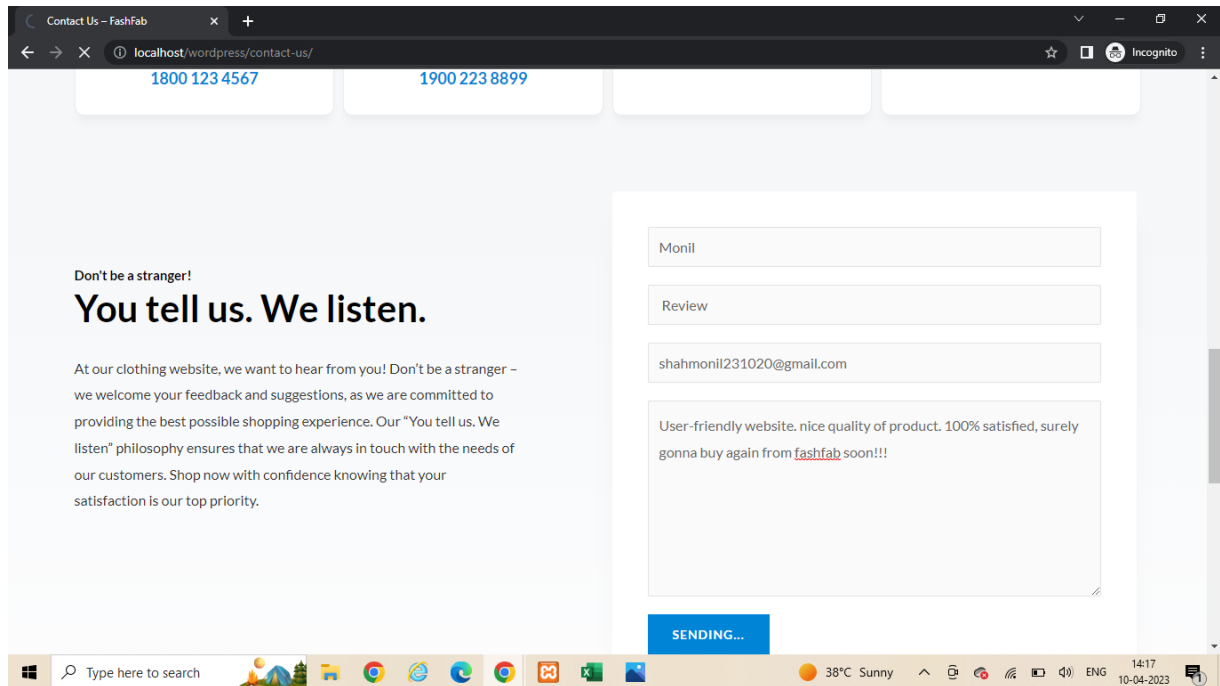 Contact Us – FashFab
localhost/wordpress/contact-us/
Incognito
1800 123 4567
1900 223 8899
Don't be a stranger!
You tell us. We listen.
At our clothing website, we want to hear from you! Don't be a stranger –
we welcome your feedback and suggestions, as we are committed to
providing the best possible shopping experience. Our “You tell us. We
listen” philosophy ensures that we are always in touch with the needs of
our customers. Shop now with confidence knowing that your
satisfaction is our top priority.
Monil
Review
shahmonil231020@gmail.com
User-friendly website. nice quality of product. 100% satisfied, surely
gonna buy again from fashfab soon!!!
SENDING...
Type here to search
38°C Sunny
ENG
14:17
10-04-2023
1